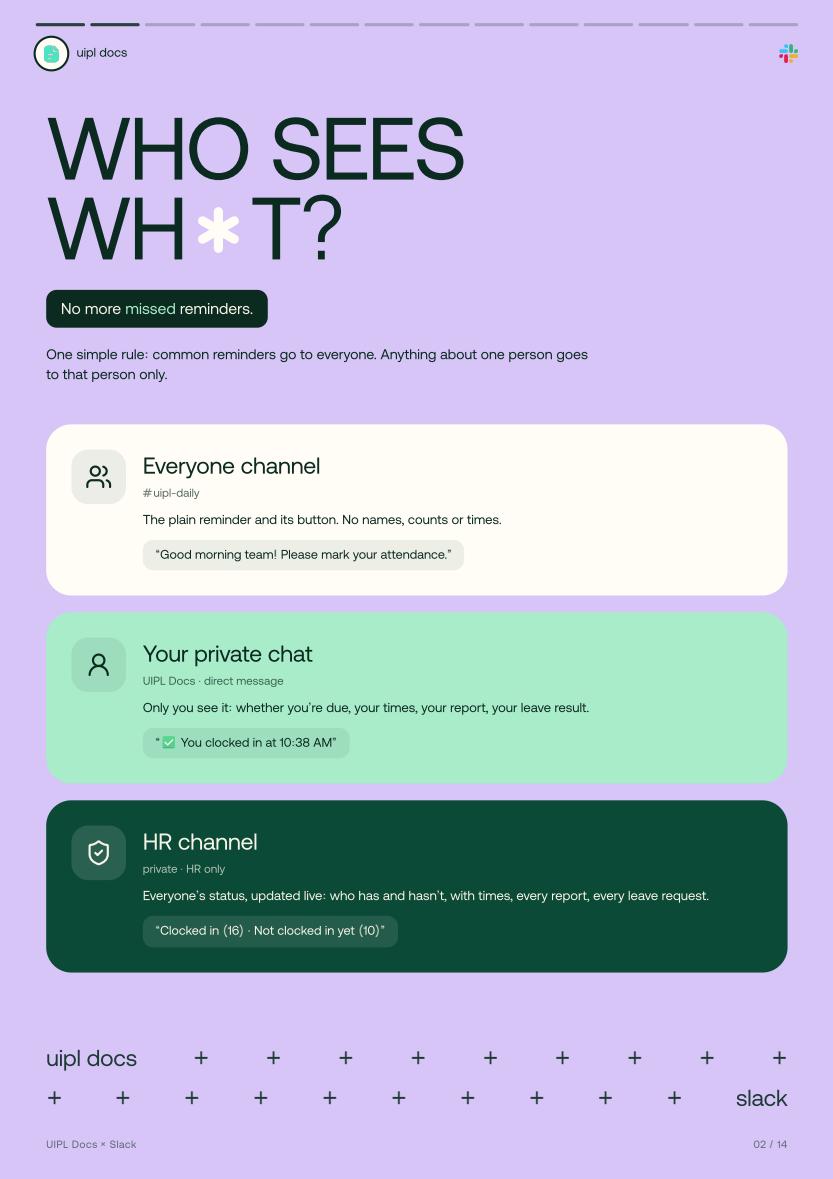 uipl docs
WHO SEES
WH*T?
No more missed reminders.
One simple rule: common reminders go to everyone. Anything about one person goes
to that person only.
Everyone channel
#uipl-daily
The plain reminder and its button. No names, counts or times.
“Good morning team! Please mark your attendance.”
Your private chat
UIPL Docs · direct message
Only you see it: whether you’re due, your times, your report, your leave result.
“✅ You clocked in at 10:38 AM”
HR channel
private · HR only
Everyone’s status, updated live: who has and hasn’t, with times, every report, every leave request.
“Clocked in (16) · Not clocked in yet (10)”
uipl docs + + + + + + + + +
+ + + + + + + + + + slack
UIPL Docs × Slack
02 / 14